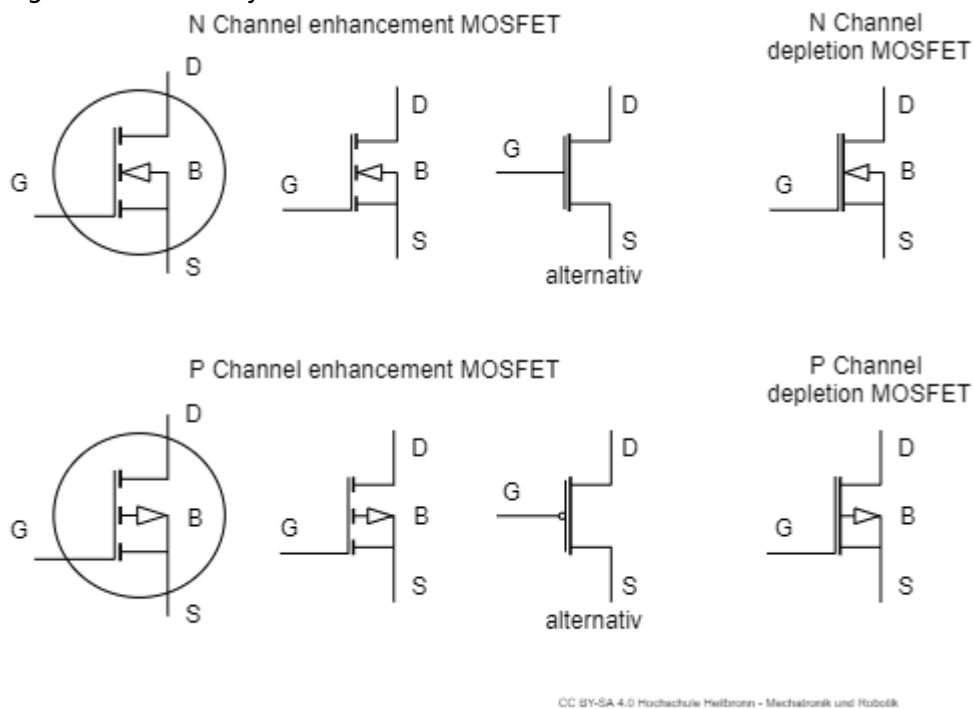 N Channel enhancement MOSFET
N Channel
depletion MOSFET
D
B
G
S
D
B
G
S
D
G
S
alternativ
D
B
G
S
P Channel enhancement MOSFET
P Channel
depletion MOSFET
D
B
G
S
D
B
G
S
D
G
S
alternativ
D
B
G
S
CC BY-SA 4.0 Hochschule Heilbronn - Mechatronik und Robotik